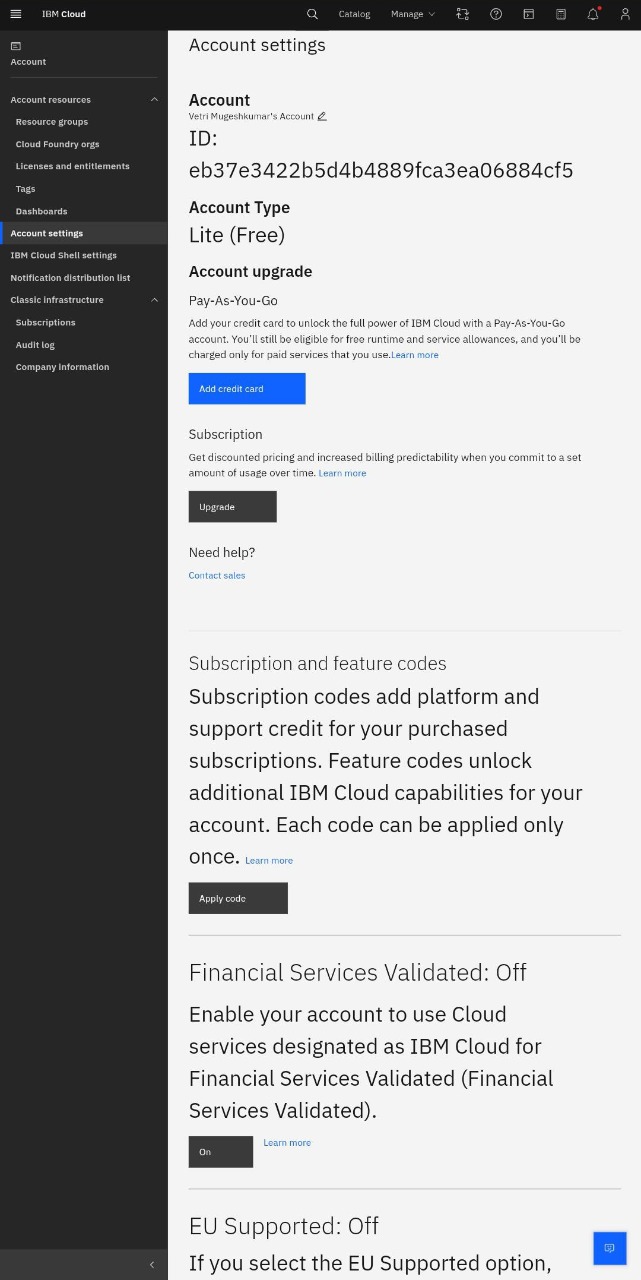 IBM Cloud
Catalog
Manage
Account
Account resources
Resource groups
Cloud Foundry orgs
Licenses and entitlements
Tags
Dashboards
Account settings
IBM Cloud Shell settings
Notification distribution list
Classic infrastructure
Subscriptions
Audit log
Company information
Account settings
Account
Vetri Mugeshkumar's Account
ID:
eb37e3422b5d4b4889fca3ea06884cf5
Account Type
Lite (Free)
Account upgrade
Pay-As-You-Go
Add your credit card to unlock the full power of IBM Cloud with a Pay-As-You-Go
account. You'll still be eligible for free runtime and service allowances, and you'll be
charged only for paid services that you use.Learn more
Add credit card
Subscription
Get discounted pricing and increased billing predictability when you commit to a set
amount of usage over time. Learn more
Upgrade
Need help?
Contact sales
Subscription and feature codes
Subscription codes add platform and
support credit for your purchased
subscriptions. Feature codes unlock
additional IBM Cloud capabilities for your
account. Each code can be applied only
once. Learn more
Apply code
Financial Services Validated: Off
Enable your account to use Cloud
services designated as IBM Cloud for
Financial Services Validated (Financial
Services Validated).
On
Learn more
EU Supported: Off
If you select the EU Supported option,